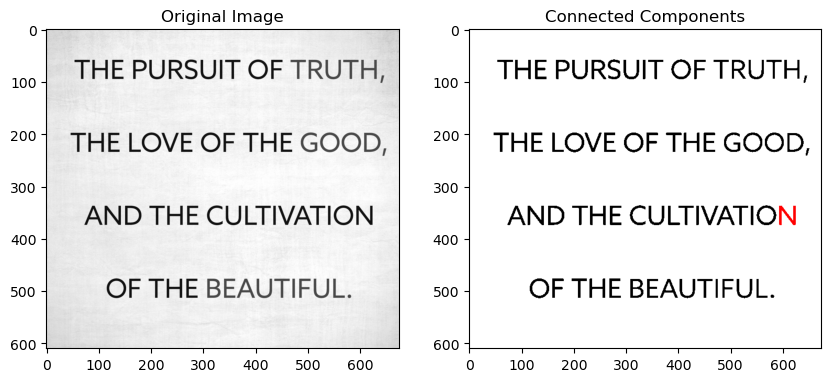 Original Image
Connected Components
0
100
200
300
400
500
600
THE PURSUIT OF TRUTH,
THE LOVE OF THE GOOD,
AND THE CULTIVATION
OF THE BEAUTIFUL.
0 100 200 300 400 500 600
0
100
200
300
400
500
600
THE PURSUIT OF TRUTH,
THE LOVE OF THE GOOD,
AND THE CULTIVATION
OF THE BEAUTIFUL.
0 100 200 300 400 500 600